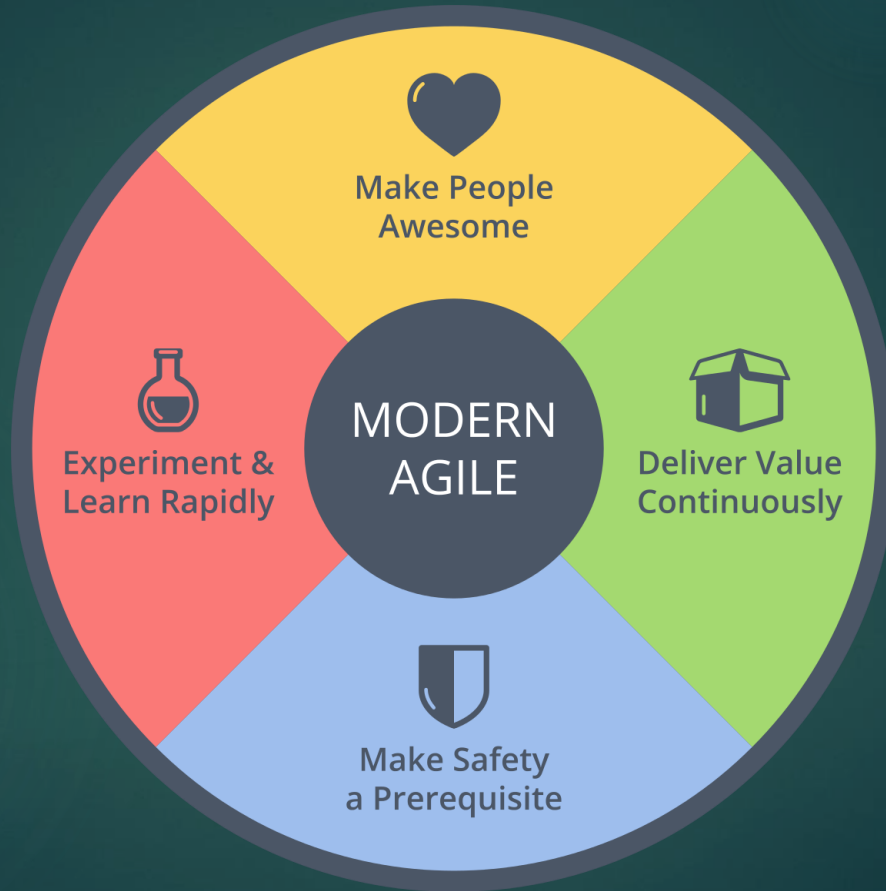 Make People
Awesome
Experiment &
Learn Rapidly
MODERN
AGILE
Deliver Value
Continuously
Make Safety
a Prerequisite